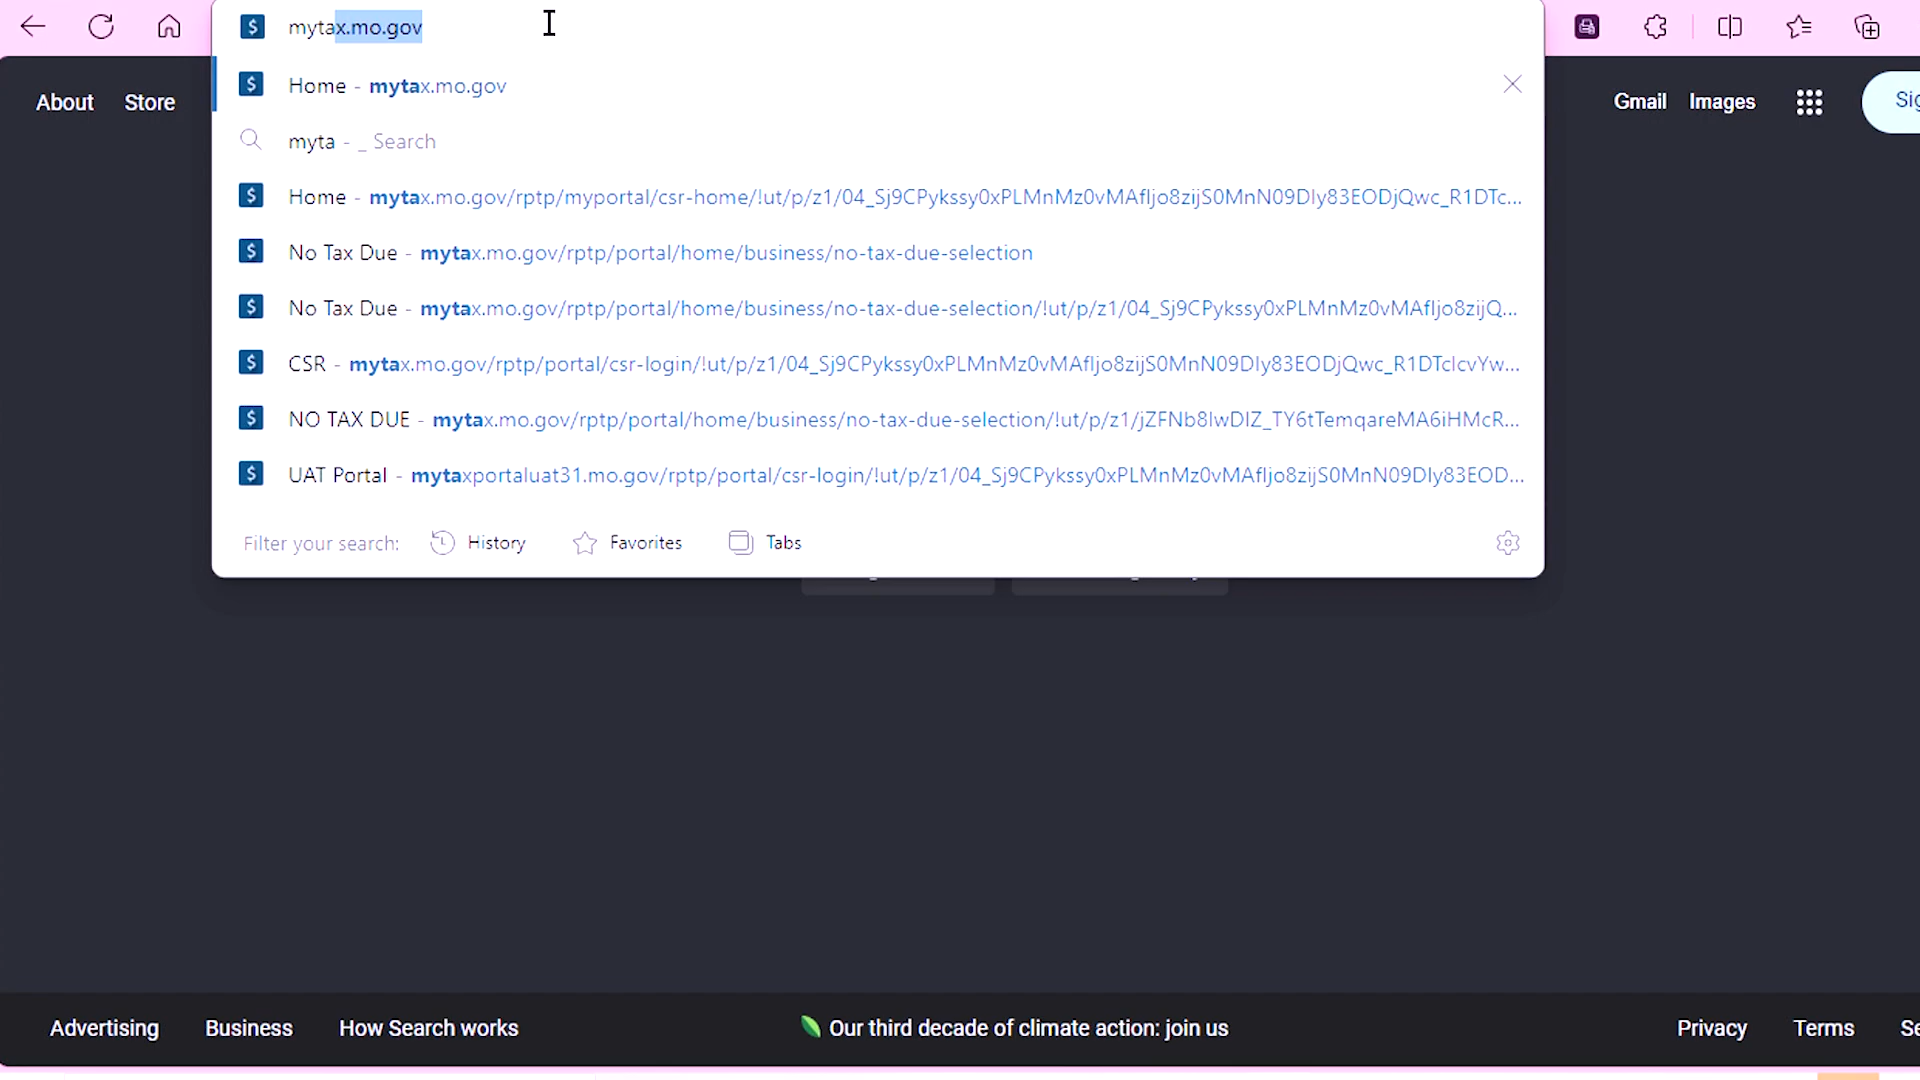 mytax.mo.gov
Home - mytax.mo.gov
About Store
Gmail Images
myta - _ Search
Home - mytax.mo.gov/rptp/myportal/csr-home/!ut/p/z1/04_Sj9CPykssy0xPLMnMz0vMAfIjo8zijS0MnN09DIy83EODjQwc_R1DTc...
No Tax Due - mytax.mo.gov/rptp/portal/home/business/no-tax-due-selection
No Tax Due - mytax.mo.gov/rptp/portal/home/business/no-tax-due-selection/!ut/p/z1/04_Sj9CPykssy0xPLMnMz0vMAfIjo8zijQ...
CSR - mytax.mo.gov/rptp/portal/csr-login/!ut/p/z1/04_Sj9CPykssy0xPLMnMz0vMAfIjo8zijS0MnN09DIy83EODjQwc_R1DTcIcvYw...
NO TAX DUE - mytax.mo.gov/rptp/portal/home/business/no-tax-due-selection/!ut/p/z1/jZFNb8IwDIZ_TY6tTemqareMA6iHMcR...
UAT Portal - mytaxportaluat31.mo.gov/rptp/portal/csr-login/!ut/p/z1/04_Sj9CPykssy0xPLMnMz0vMAfIjo8zijS0MnN09DIy83EOD...
Filter your search: History Favorites Tabs
Advertising Business How Search works Our third decade of climate action: join us Privacy Terms